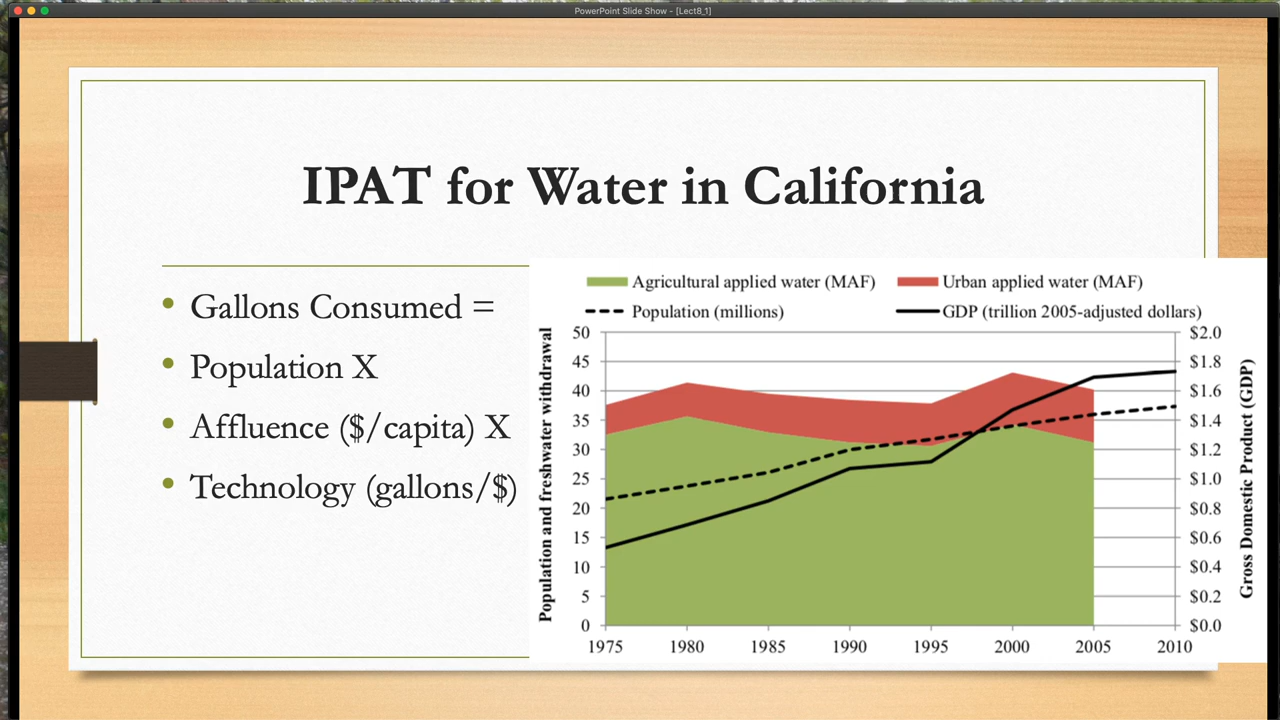 PowerPoint Slide Show - [Lect8_1]
IPAT for Water in California
• Gallons Consumed =
• Population X
• Affluence ($/capita) X
• Technology (gallons/$)
Agricultural applied water (MAF) Urban applied water (MAF)
Population (millions) GDP (trillion 2005-adjusted dollars)
Population and freshwater withdrawal
50
45
40
35
30
25
20
15
10
5
0
$2.0
$1.8
$1.6
$1.4
$1.2
$1.0
$0.8
$0.6
$0.4
$0.2
$0.0
Gross Domestic Product (GDP)
1975 1980 1985 1990 1995 2000 2005 2010